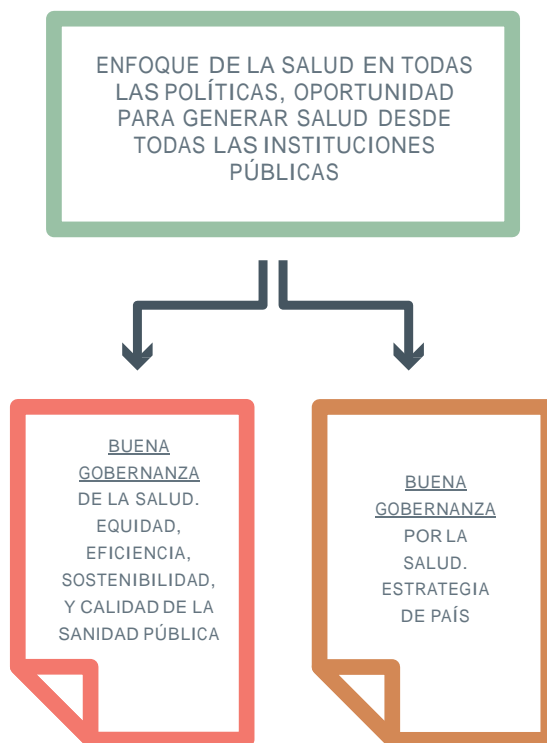 ENFOQUE DE LA SALUD EN TODAS
LAS POLÍTICAS, OPORTUNIDAD
PARA GENERAR SALUD DESDE
TODAS LAS INSTITUCIONES
PÚBLICAS
BUENA
GOBERNANZA
DE LA SALUD.
EQUIDAD,
EFICIENCIA,
SOSTENIBILIDAD,
Y CALIDAD DE LA
SANIDAD PÚBLICA
BUENA
GOBERNANZA
POR LA
SALUD.
ESTRATEGIA
DE PAÍS